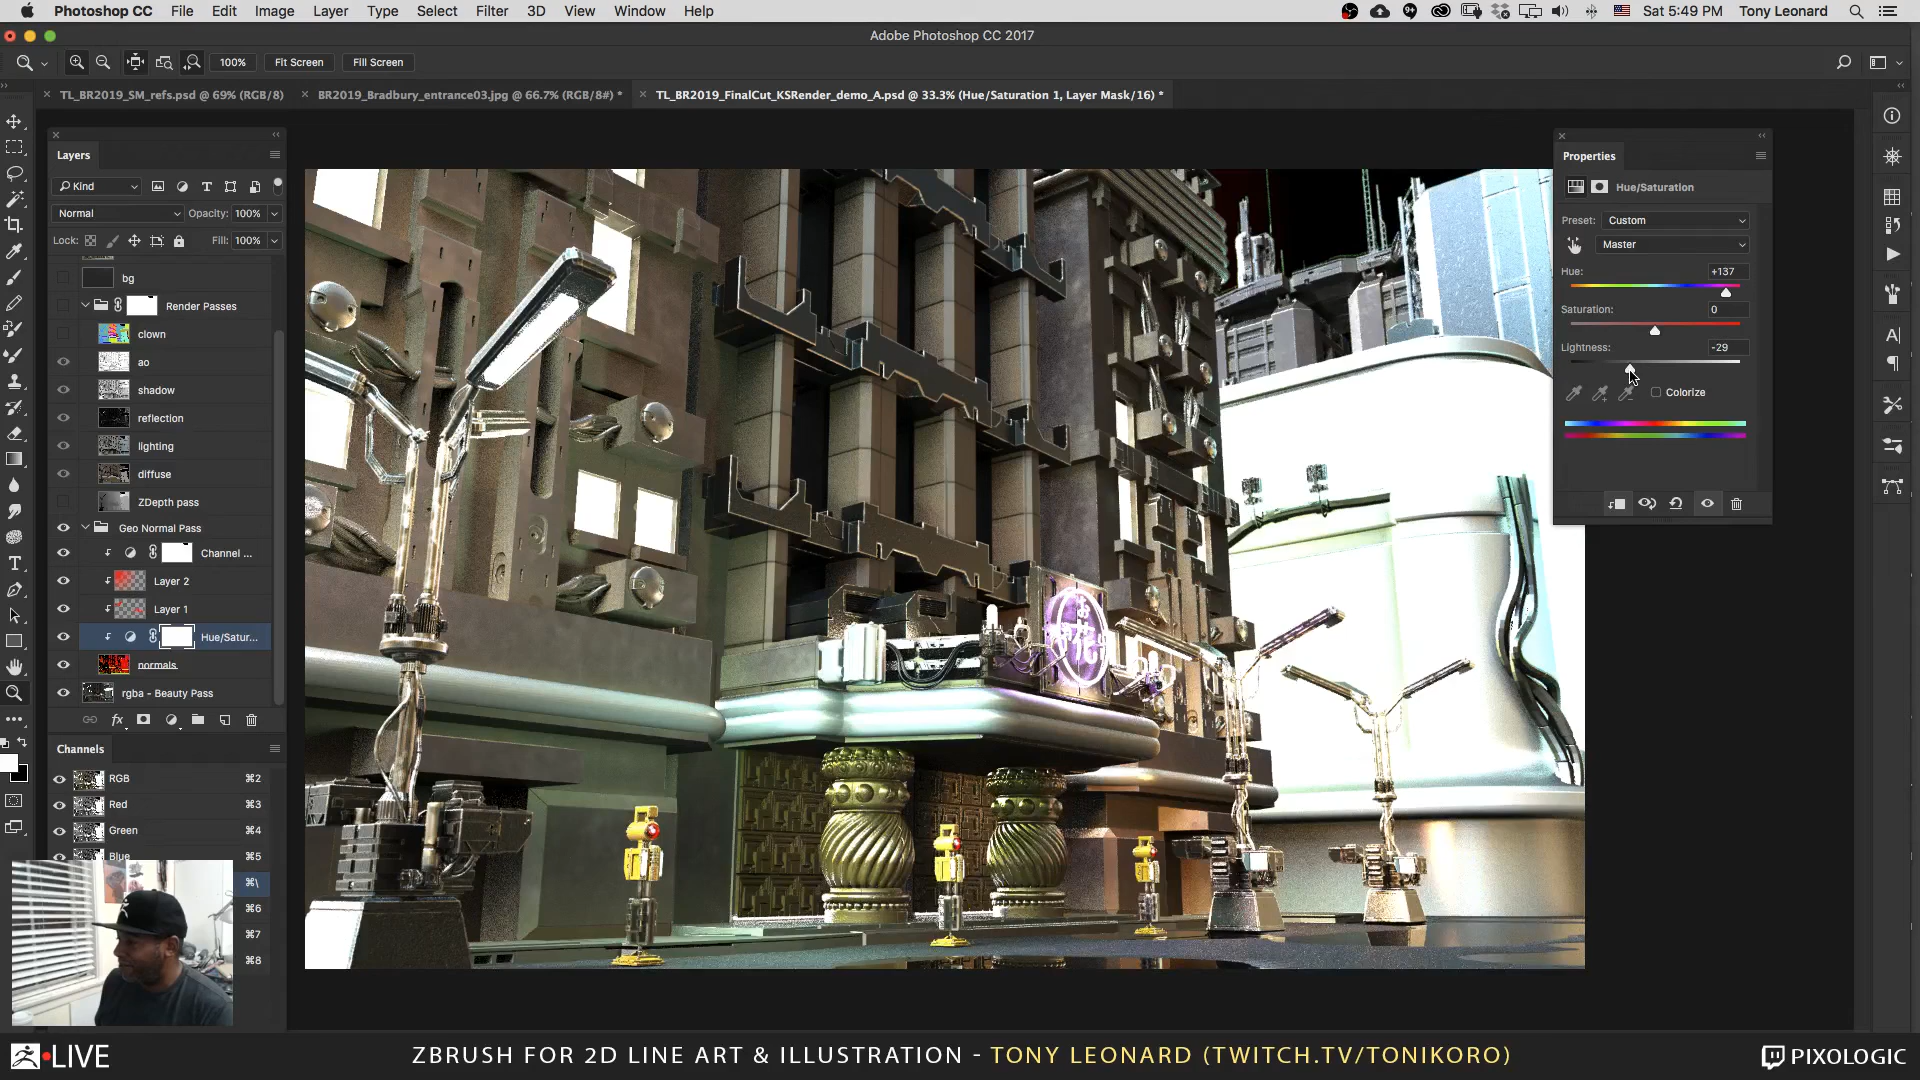 Photoshop CC File Edit Image Layer Type Select Filter 3D View Window Help 9+ Sat 5:49 PM Tony Leonard
Adobe Photoshop CC 2017
100% Fit Screen Fill Screen
TL_BR2019_SM_refs.psd @ 69% (RGB/8) BR2019_Bradbury_entrance03.jpg @ 66.7% (RGB/8#) * TL_BR2019_FinalCut_KSRender_demo_A.psd @ 33.3% (Hue/Saturation 1, Layer Mask/16) *
Layers
Kind
Normal Opacity: 100%
Lock: Fill: 100%
bg
Render Passes
clown
ao
shadow
reflection
lighting
diffuse
ZDepth pass
Geo Normal Pass
Channel ...
Layer 2
Layer 1
Hue/Satur...
normals
rgba - Beauty Pass
fx
Channels
RGB ⌘2
Red ⌘3
Green ⌘4
Blue ⌘5
⌘\
⌘6
⌘7
⌘8
Properties
Hue/Saturation
Preset: Custom
Master
Hue: +137
Saturation: 0
Lightness: -29
Colorize
LIVE ZBRUSH FOR 2D LINE ART & ILLUSTRATION - TONY LEONARD (TWITCH.TV/TONIKORO) PIXOLOGIC